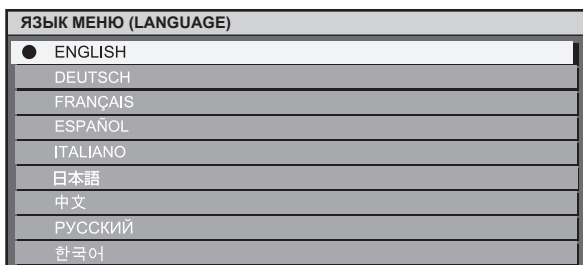 ЯЗЫК МЕНЮ (LANGUAGE)
ENGLISH
DEUTSCH
FRANÇAIS
ESPAÑOL
ITALIANO
日本語
中文
РУССКИЙ
한국어